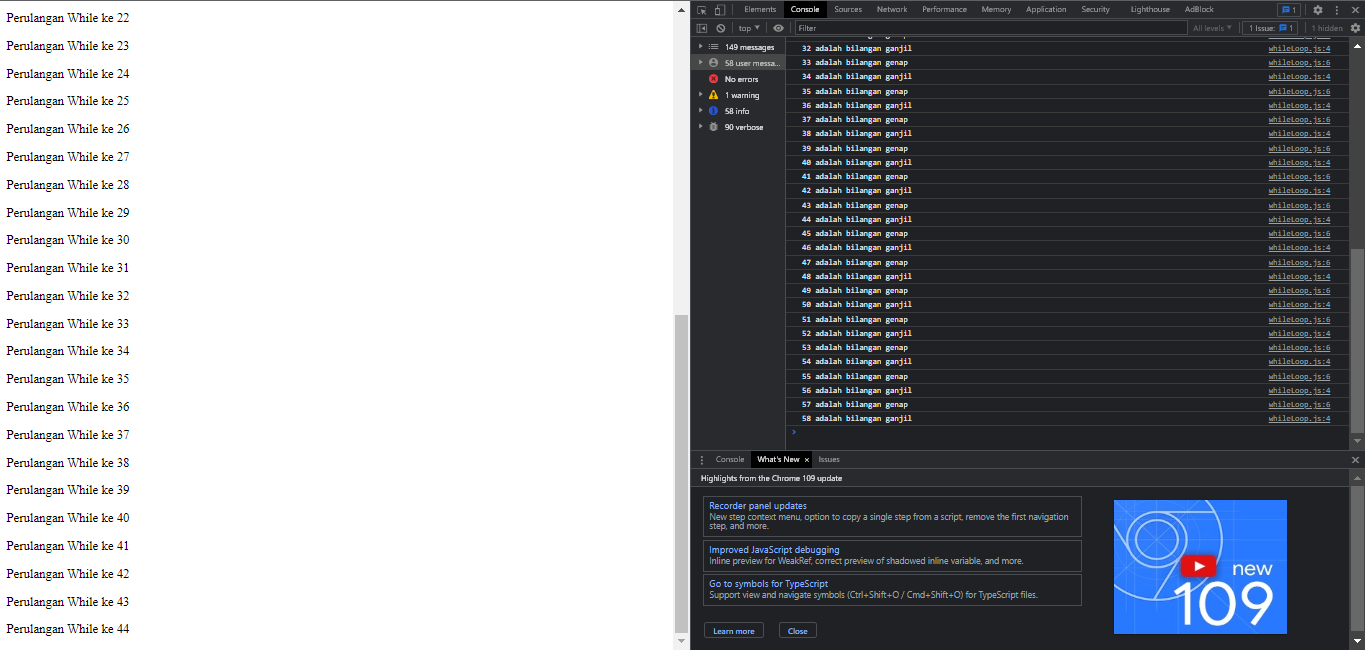 Perulangan While ke 22
Perulangan While ke 23
Perulangan While ke 24
Perulangan While ke 25
Perulangan While ke 26
Perulangan While ke 27
Perulangan While ke 28
Perulangan While ke 29
Perulangan While ke 30
Perulangan While ke 31
Perulangan While ke 32
Perulangan While ke 33
Perulangan While ke 34
Perulangan While ke 35
Perulangan While ke 36
Perulangan While ke 37
Perulangan While ke 38
Perulangan While ke 39
Perulangan While ke 40
Perulangan While ke 41
Perulangan While ke 42
Perulangan While ke 43
Perulangan While ke 44
Elements Console Sources Network Performance Memory Application Security Lighthouse AdBlock 1
top Filter All levels 1 Issue: 1 1 hidden
149 messages
58 user messa...
No errors
1 warning
58 info
90 verbose
32 adalah bilangan ganjil whileLoop.js:4
33 adalah bilangan genap whileLoop.js:6
34 adalah bilangan ganjil whileLoop.js:4
35 adalah bilangan genap whileLoop.js:6
36 adalah bilangan ganjil whileLoop.js:4
37 adalah bilangan genap whileLoop.js:6
38 adalah bilangan ganjil whileLoop.js:4
39 adalah bilangan genap whileLoop.js:6
40 adalah bilangan ganjil whileLoop.js:4
41 adalah bilangan genap whileLoop.js:6
42 adalah bilangan ganjil whileLoop.js:4
43 adalah bilangan genap whileLoop.js:6
44 adalah bilangan ganjil whileLoop.js:4
45 adalah bilangan genap whileLoop.js:6
46 adalah bilangan ganjil whileLoop.js:4
47 adalah bilangan genap whileLoop.js:6
48 adalah bilangan ganjil whileLoop.js:4
49 adalah bilangan genap whileLoop.js:6
50 adalah bilangan ganjil whileLoop.js:4
51 adalah bilangan genap whileLoop.js:6
52 adalah bilangan ganjil whileLoop.js:4
53 adalah bilangan genap whileLoop.js:6
54 adalah bilangan ganjil whileLoop.js:4
55 adalah bilangan genap whileLoop.js:6
56 adalah bilangan ganjil whileLoop.js:4
57 adalah bilangan genap whileLoop.js:6
58 adalah bilangan ganjil whileLoop.js:4
Console What's New Issues
Highlights from the Chrome 109 update
Recorder panel updates
New step context menu, option to copy a single step from a script, remove the first navigation
step, and more.
Improved JavaScript debugging
Inline preview for WeakRef, correct preview of shadowed inline variable, and more.
Go to symbols for TypeScript
Support view and navigate symbols (Ctrl+Shift+O / Cmd+Shift+O) for TypeScript files.
Learn more Close
new
109